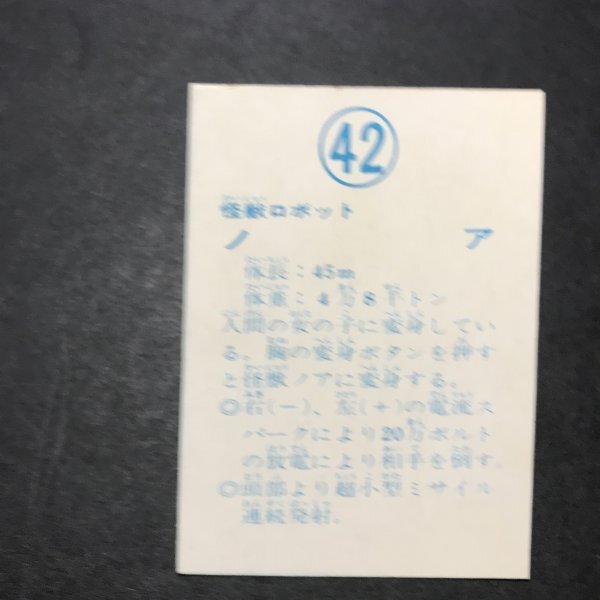 42
怪獣ロボット
ノア
体長：45m
体重：4万8千トン
人間の女の子に変身してい
る。胸の変身ボタンを押す
と怪獣ノアに変身する。
◎右(−)、左(+)の電流ス
パークにより20万ボルト
の放電により相手を倒す。
◎頭部より超小型ミサイル
連続発射。